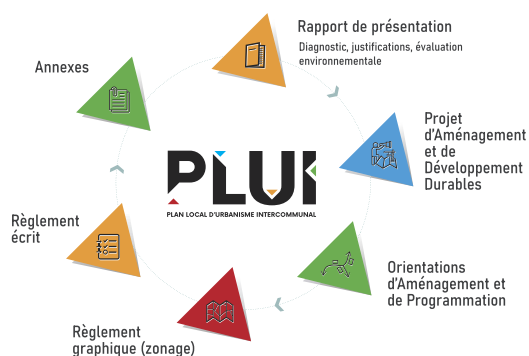 Rapport de présentation
Diagnostic, justifications, évaluation
environnementale
Annexes
Projet
d'Aménagement
et de
Développement
Durables
PLUI
PLAN LOCAL D'URBANISME INTERCOMMUNAL
Règlement
écrit
Orientations
d'Aménagement et
de Programmation
Règlement
graphique (zonage)